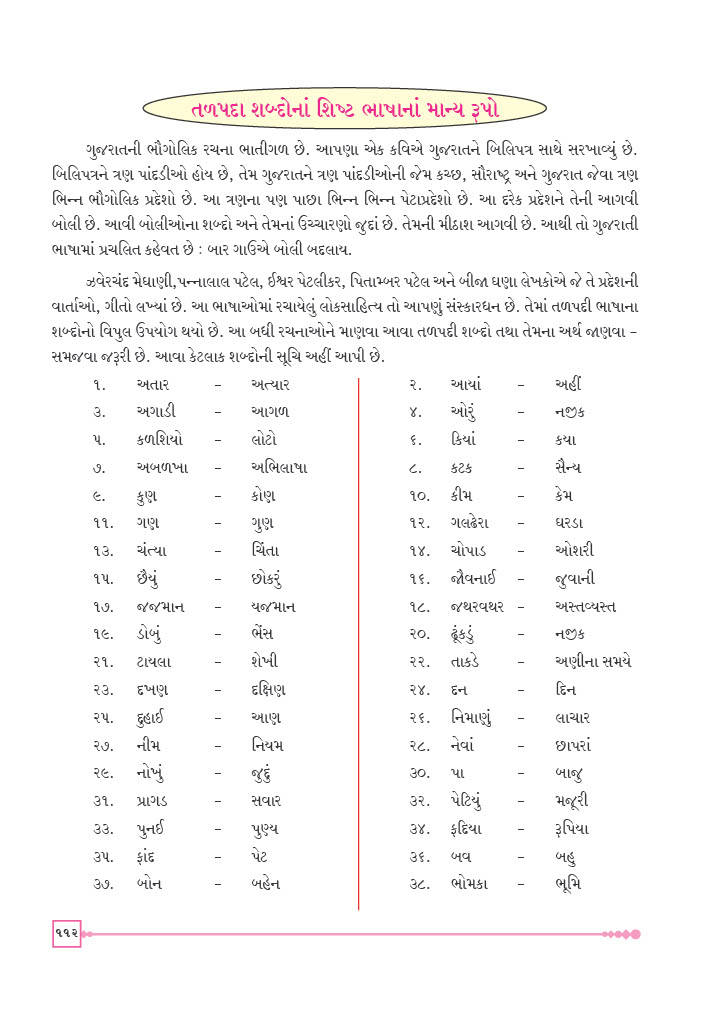 તળપદા શબ્દોનાં શિષ્ટ ભાષાનાં માન્ય રૂપો
ગુજરાતની ભૌગોલિક રચના ભાતીગળ છે. આપણા એક કવિએ ગુજરાતને બિલિપત્ર સાથે સરખાવ્યું છે.
બિલિપત્રને ત્રણ પાંદડીઓ હોય છે, તેમ ગુજરાતને ત્રણ પાંદડીઓની જેમ કચ્છ, સૌરાષ્ટ્ર અને ગુજરાત જેવા ત્રણ
ભિન્ન ભૌગોલિક પ્રદેશો છે. આ ત્રણના પણ પાછા ભિન્ન ભિન્ન પેટાપ્રદેશો છે. આ દરેક પ્રદેશને તેની આગવી
બોલી છે. આવી બોલીઓના શબ્દો અને તેમનાં ઉચ્ચારણો જુદાં છે. તેમની મીઠાશ આગવી છે. આથી તો ગુજરાતી
ભાષામાં પ્રચલિત કહેવત છે : બાર ગાઉએ બોલી બદલાય.
ઝવેરચંદ મેઘાણી,પન્નાલાલ પટેલ, ઈશ્વર પેટલીકર, પિતામ્બર પટેલ અને બીજા ઘણા લેખકોએ જે તે પ્રદેશની
વાર્તાઓ, ગીતો લખ્યાં છે. આ ભાષાઓમાં રચાયેલું લોકસાહિત્ય તો આપણું સંસ્કારધન છે. તેમાં તળપદી ભાષાના
શબ્દોનો વિપુલ ઉપયોગ થયો છે. આ બધી રચનાઓને માણવા આવા તળપદી શબ્દો તથા તેમના અર્થ જાણવા –
સમજવા જરૂરી છે. આવા કેટલાક શબ્દોની સૂચિ અહીં આપી છે.
૧. અતાર – અત્યાર ૨. આયાં – અહીં
૩. અગાડી – આગળ ૪. ઓરું – નજીક
૫. કળશિયો – લોટો ૬. કિયાં – કયા
૭. અબળખા – અભિલાષા ૮. કટક – સૈન્ય
૯. કુણ – કોણ ૧૦. કીમ – કેમ
૧૧. ગણ – ગુણ ૧૨. ગલઢેરા – ઘરડા
૧૩. ચંત્યા – ચિંતા ૧૪. ચોપાડ – ઓશરી
૧૫. છૈયું – છોકરું ૧૬. જૌવનાઈ – જુવાની
૧૭. જજમાન – યજમાન ૧૮. જથરવથર – અસ્તવ્યસ્ત
૧૯. ડોબું – ભેંસ ૨૦. ઢૂંકડું – નજીક
૨૧. ટાયલા – શેખી ૨૨. તાકડે – અણીના સમયે
૨૩. દખણ – દક્ષિણ ૨૪. દન – દિન
૨૫. દુહાઈ – આણ ૨૬. નિમાણું – લાચાર
૨૭. નીમ – નિયમ ૨૮. નેવાં – છાપરાં
૨૯. નોખું – જુદું ૩૦. પા – બાજુ
૩૧. પ્રાગડ – સવાર ૩૨. પેટિયું – મજૂરી
૩૩. પુનઈ – પુણ્ય ૩૪. ફદિયા – રૂપિયા
૩૫. ફાંદ – પેટ ૩૬. બવ – બહુ
૩૭. બોન – બહેન ૩૮. ભોમકા – ભૂમિ
૧૧૨